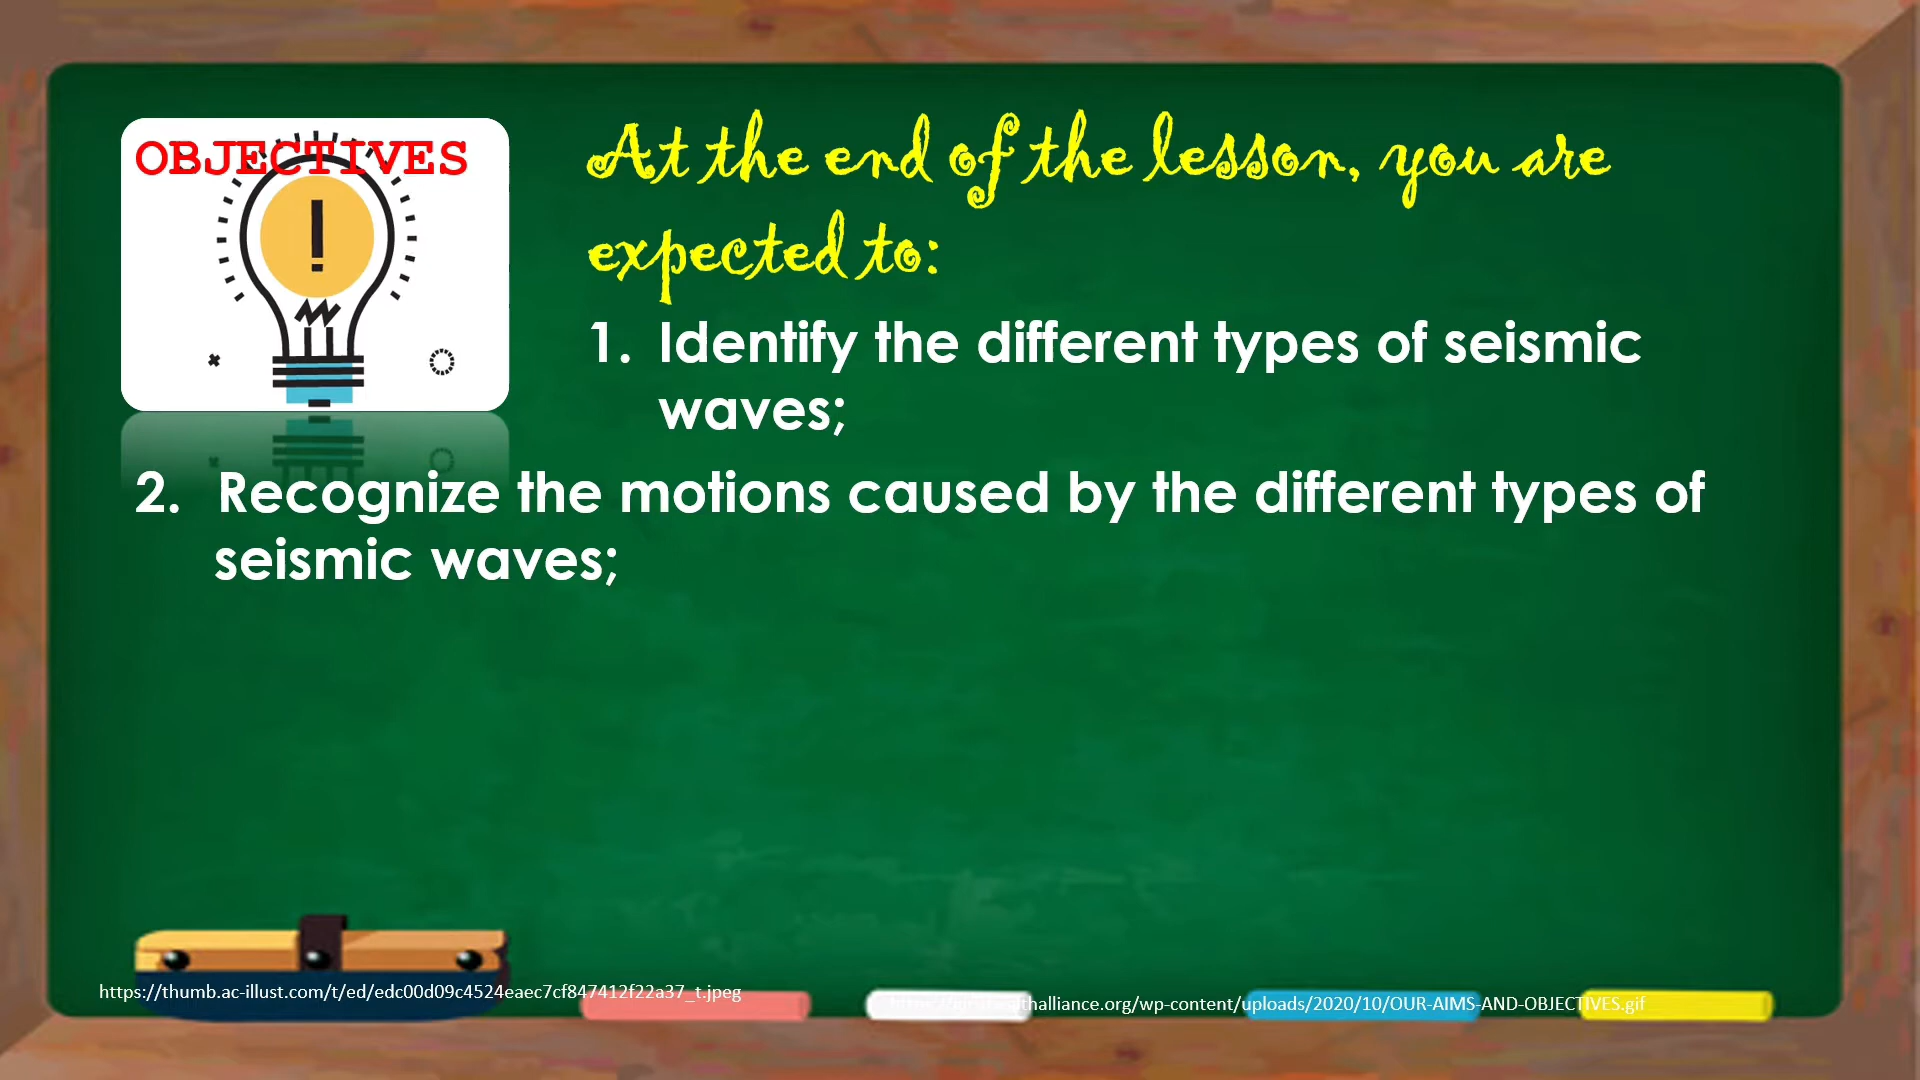 OBJECTIVES
At the end of the lesson, you are
expected to:
1. Identify the different types of seismic
waves;
2. Recognize the motions caused by the different types of
seismic waves;
https://thumb.ac-illust.com/t/ed/edc00d09c4524eaec7cf847412f22a37_t.jpeg
thalliance.org/wp-content/uploads/2020/10/OUR-AIMS-AND-OBJECTIVES.gif